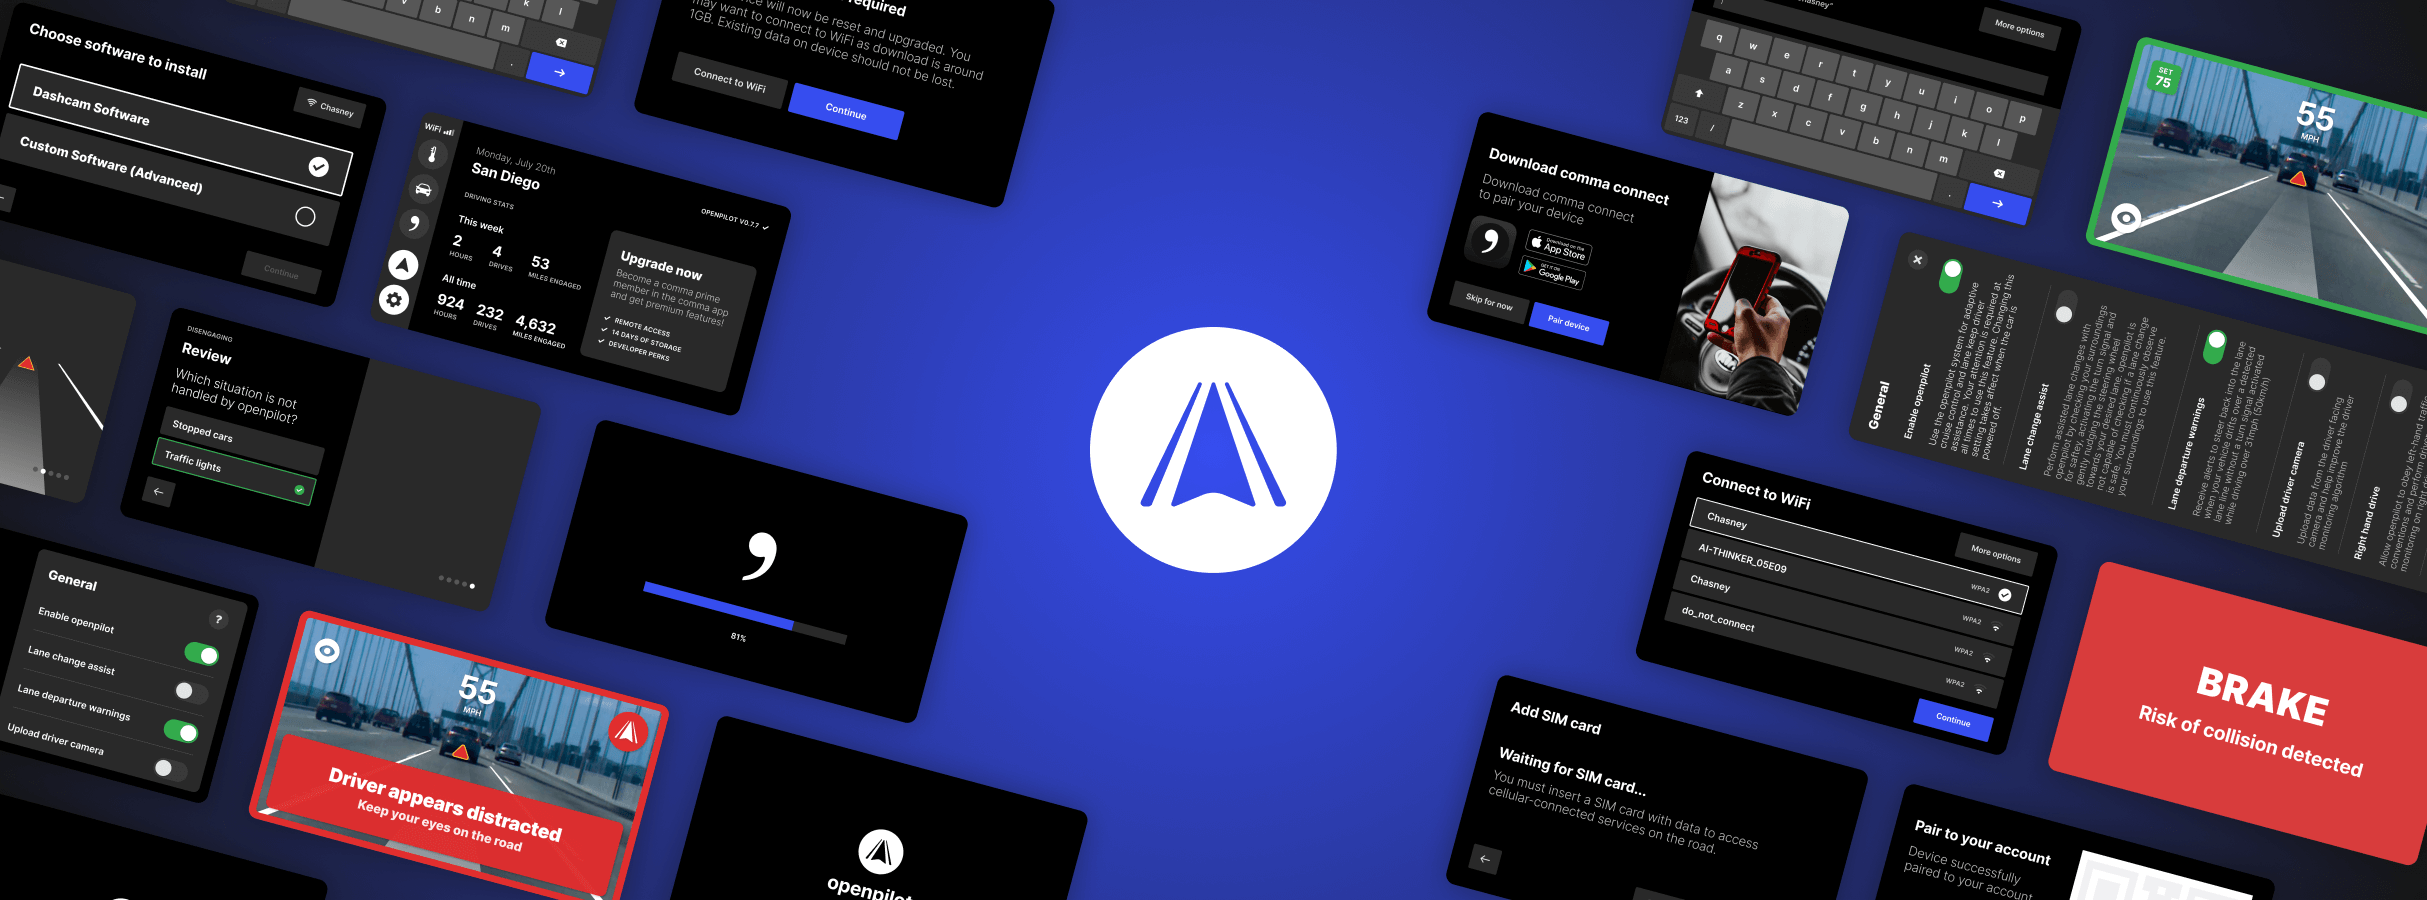 Choose software to install
Chasney
Dashcam Software
Custom Software (Advanced)
Continue
v b n m
k l
.
required
will now be reset and upgraded. You
may want to connect to WiFi as download is around
1GB. Existing data on device should not be lost.
Connect to WiFi
Continue
WiFi
Monday, July 20th
San Diego
OPENPILOT V0.7.7
DRIVING STATS
This week
2
HOURS
4
DRIVES
53
MILES ENGAGED
All time
924
HOURS
232
DRIVES
4,632
MILES ENGAGED
Upgrade now
Become a comma prime
member in the comma app
and get premium features!
REMOTE ACCESS
14 DAYS OF STORAGE
DEVELOPER PERKS
DISENGAGING
Review
Which situation is not
handled by openpilot?
Stopped cars
Traffic lights
81%
General
?
Enable openpilot
Lane change assist
Lane departure warnings
Upload driver camera
55
MPH
Driver appears distracted
Keep your eyes on the road
openpilot
Chasney"
More options
q w e r t y u i o p
a s d f g h j k l
z x c v b n m
123 / .
Download comma connect
Download comma connect
to pair your device
Download on the
App Store
GET IT ON
Google Play
Skip for now
Pair device
SET
75
55
MPH
General
Enable openpilot
Use the openpilot system for adaptive
cruise control and lane keep driver
assistance. Your attention is required at
all times to use this feature. Changing this
setting takes effect when the car is
powered off.
Lane change assist
Perform assisted lane changes with
openpilot by checking your surroundings
for safety, activating the turn signal and
gently nudging the steering wheel
towards your desired lane. openpilot is
not capable of checking if a lane change
is safe. You must continuously observe
your surroundings to use this feature.
Lane departure warnings
Receive alerts to steer back into the lane
when your vehicle drifts over a detected
lane line without a turn signal activated
while driving over 31mph (50km/h)
Upload driver camera
Upload data from the driver facing
camera and help improve the driver
monitoring algorithm
Right hand drive
Allow openpilot to obey left-hand traffic
conventions and perform driver
monitoring on right
Connect to WiFi
More options
Chasney
WPA2
AI-THINKER_05E09
WPA2
Chasney
WPA2
do_not_connect
WPA2
Continue
Add SIM card
Waiting for SIM card...
You must insert a SIM card with data to access
cellular-connected services on the road.
BRAKE
Risk of collision detected
Pair to your account
Device successfully
paired to your account